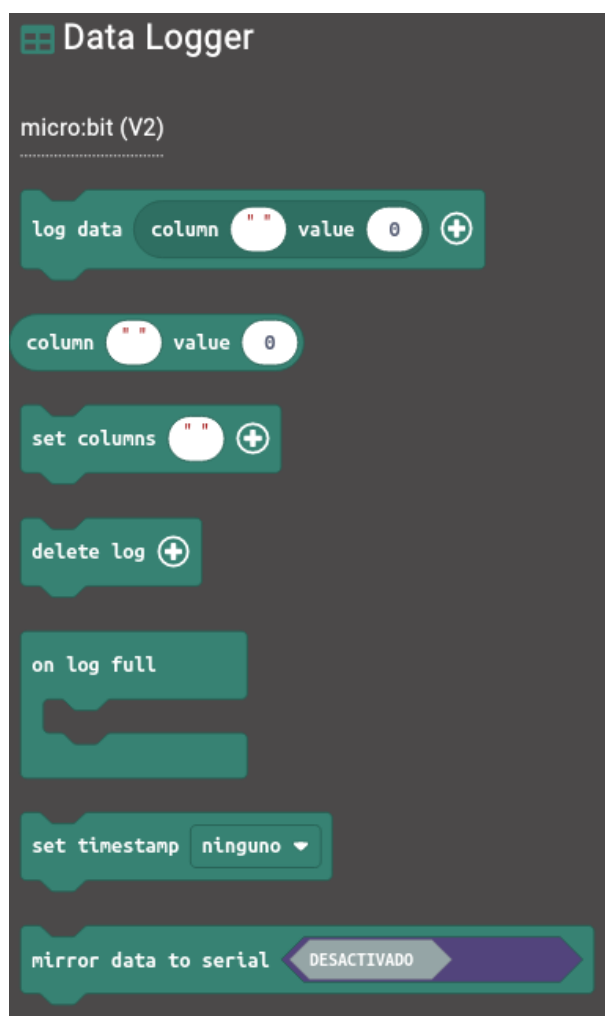 Data Logger
micro:bit (V2)
log data column " " value 0
column " " value 0
set columns " "
delete log
on log full
set timestamp ninguno
mirror data to serial DESACTIVADO